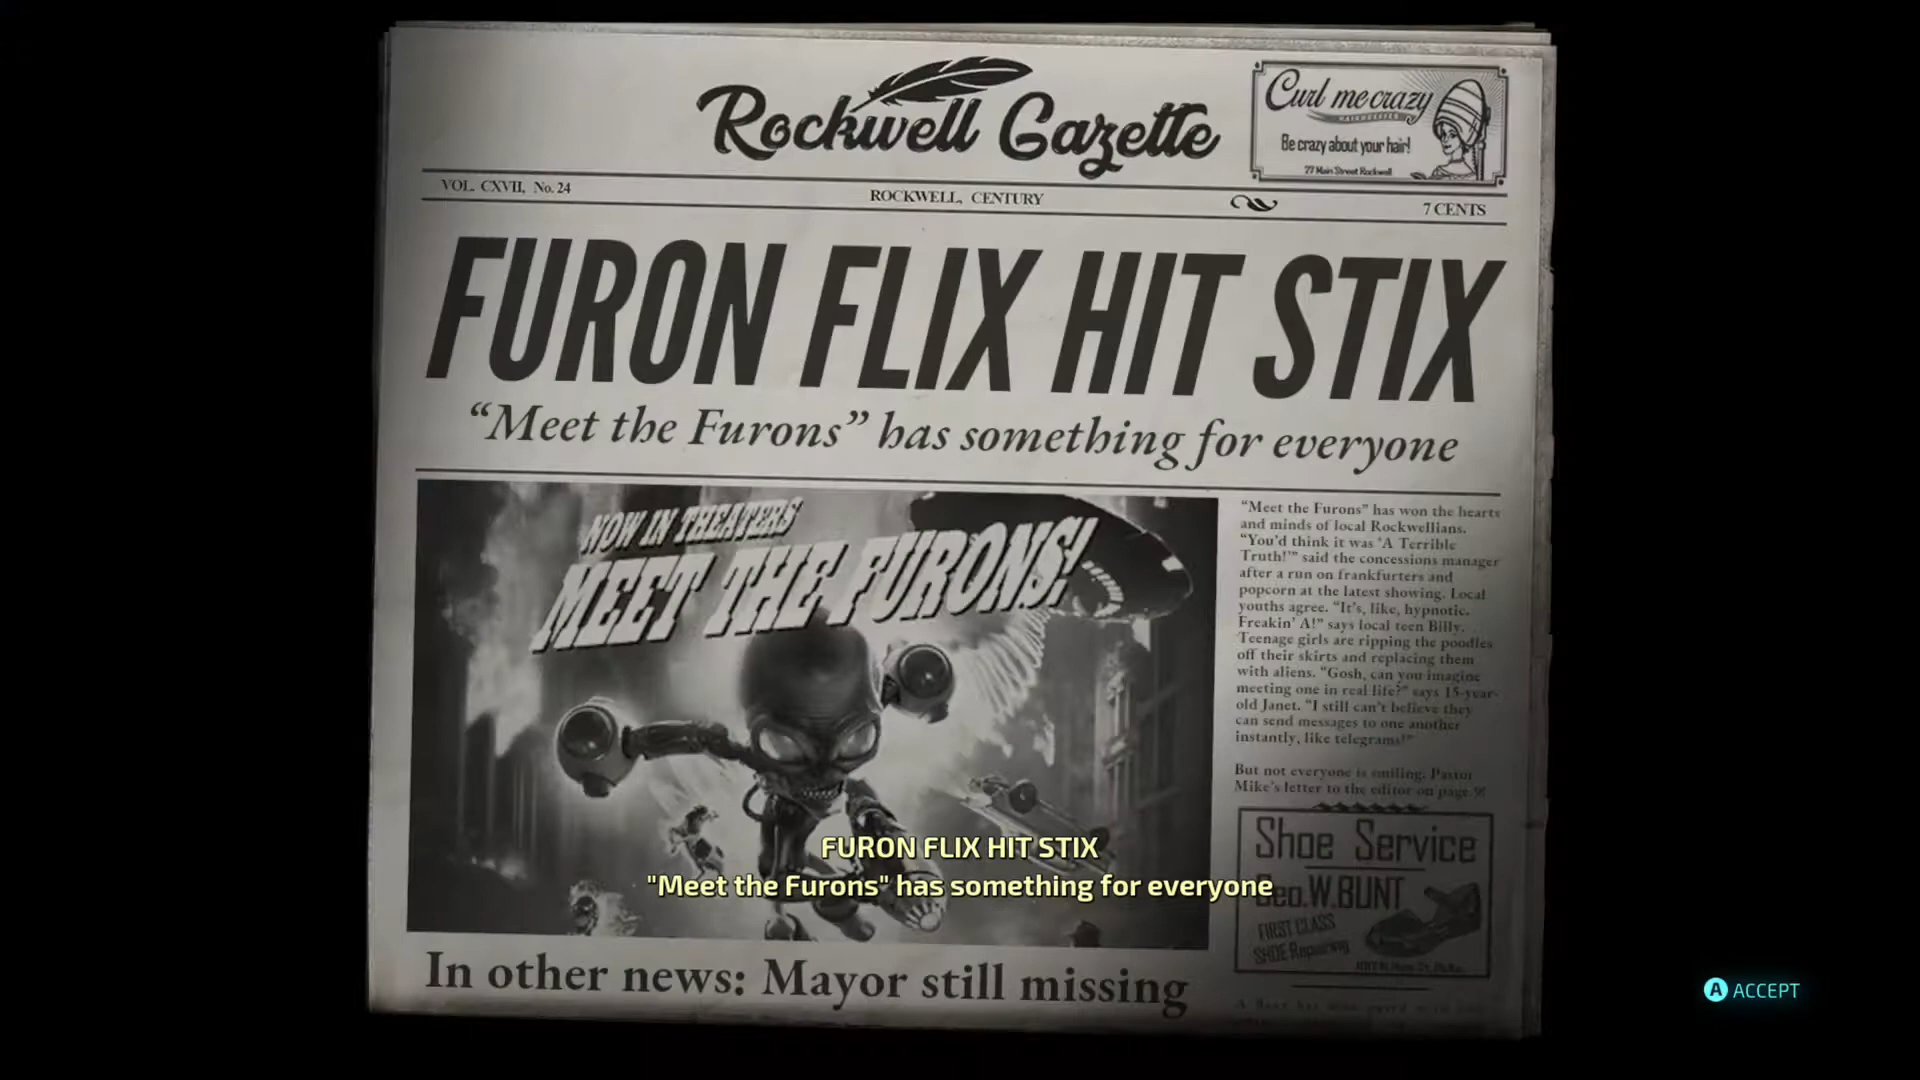 Rockwell Gazette
Curl me crazy
HAIRDRESSER
Be crazy about your hair!
27 Main Street Rockwell
VOL. CXVII, No. 24
ROCKWELL, CENTURY
7 CENTS
FURON FLIX HIT STIX
“Meet the Furons” has something for everyone
NOW IN THEATERS
MEET THE FURONS!
“Meet the Furons” has won the hearts
and minds of local Rockwellians.
“You’d think it was ‘A Terrible
Truth!’” said the concessions manager
after a run on frankfurters and
popcorn at the latest showing. Local
youths agree. “It’s, like, hypnotic.
Freakin’ A!” says local teen Billy.
Teenage girls are ripping the poodles
off their skirts and replacing them
with aliens. “Gosh, can you imagine
meeting one in real life?” says 15-year-
old Janet. “I still can’t believe they
can send messages to one another
instantly, like telegrams!”
But not everyone is smiling. Pastor
Mike’s letter to the editor on page
Shoe Service
Geo.W.BUNT
FIRST CLASS
SHOE Repairing
FURON FLIX HIT STIX
"Meet the Furons" has something for everyone
In other news: Mayor still missing
A ACCEPT